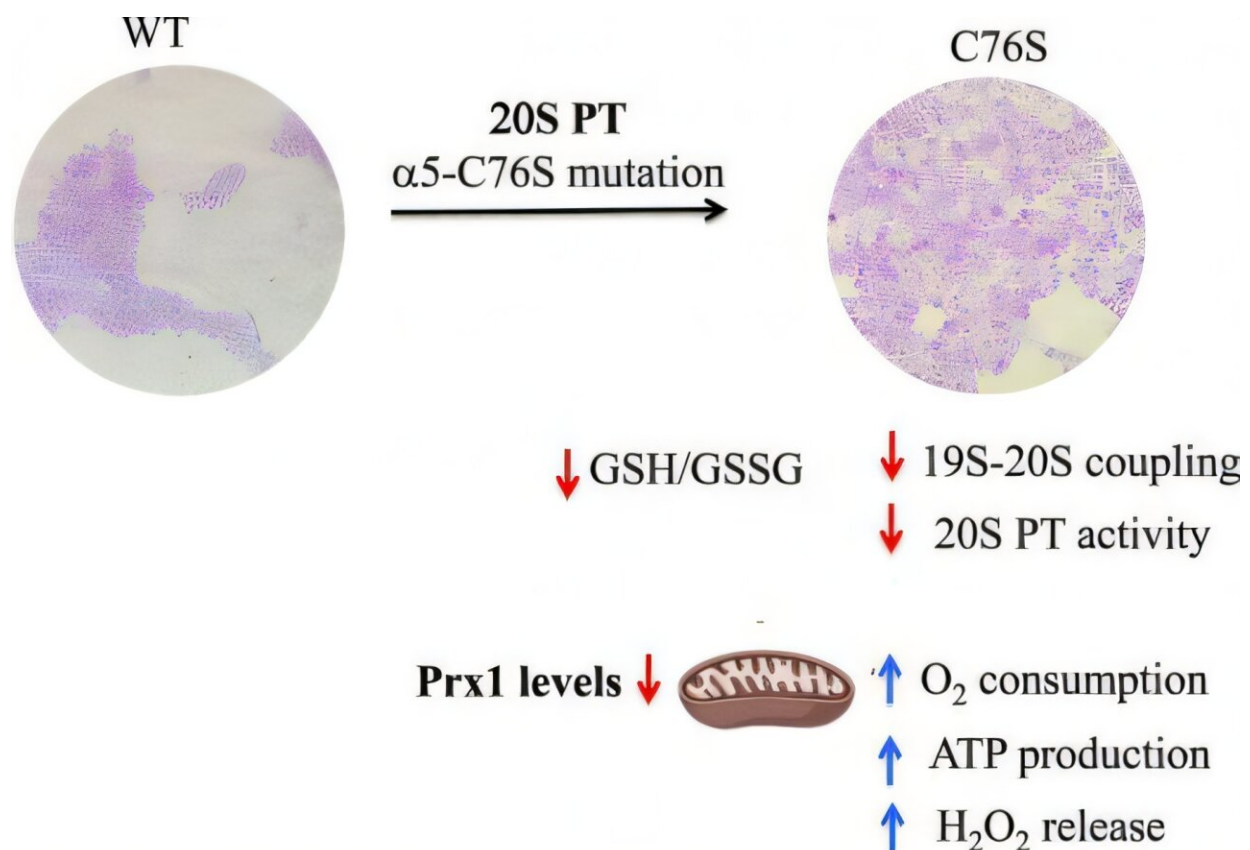 WT
C76S
20S PT
α5-C76S mutation
↓ GSH/GSSG
↓ 19S-20S coupling
↓ 20S PT activity
Prx1 levels ↓
↑ O₂ consumption
↑ ATP production
↑ H₂O₂ release